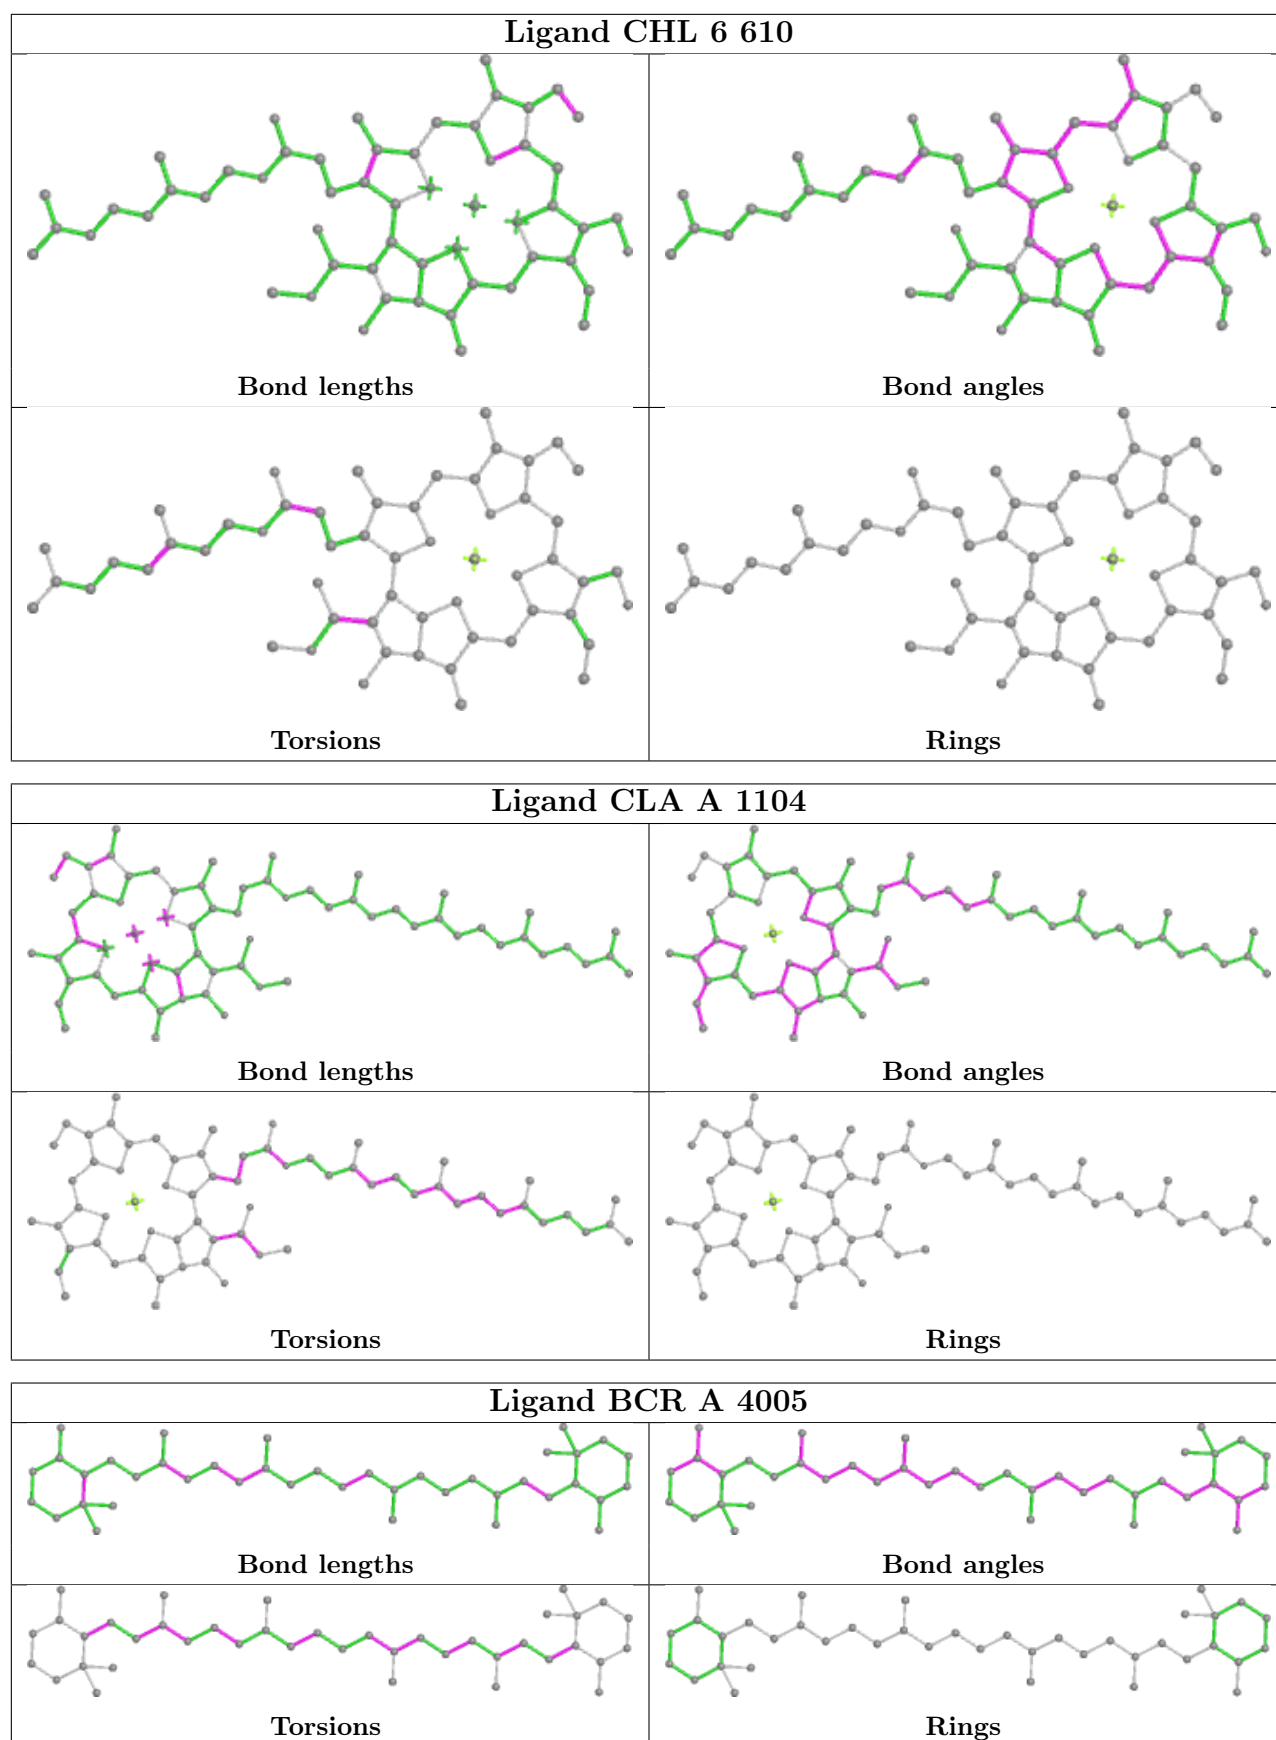 Ligand CHL 6 610
Bond lengths
Bond angles
Torsions
Rings
Ligand CLA A 1104
Bond lengths
Bond angles
Torsions
Rings
Ligand BCR A 4005
Bond lengths
Bond angles
Torsions
Rings